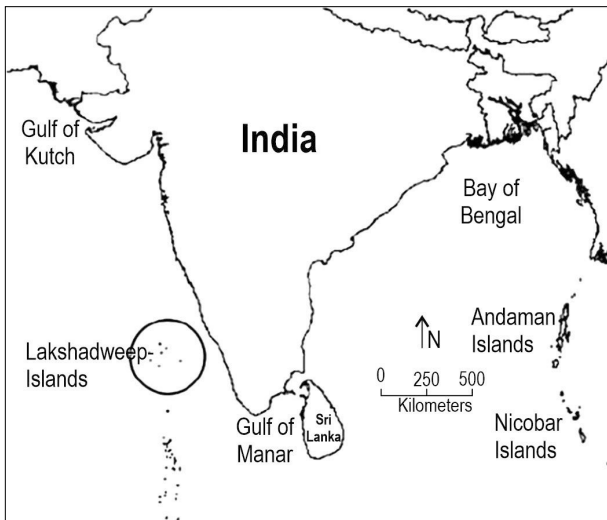 India
Gulf of
Kutch
Bay of
Bengal
Lakshadweep-
Islands
Andaman
Islands
N
0 250 500
Kilometers
Sri
Lanka
Gulf of
Manar
Nicobar
Islands